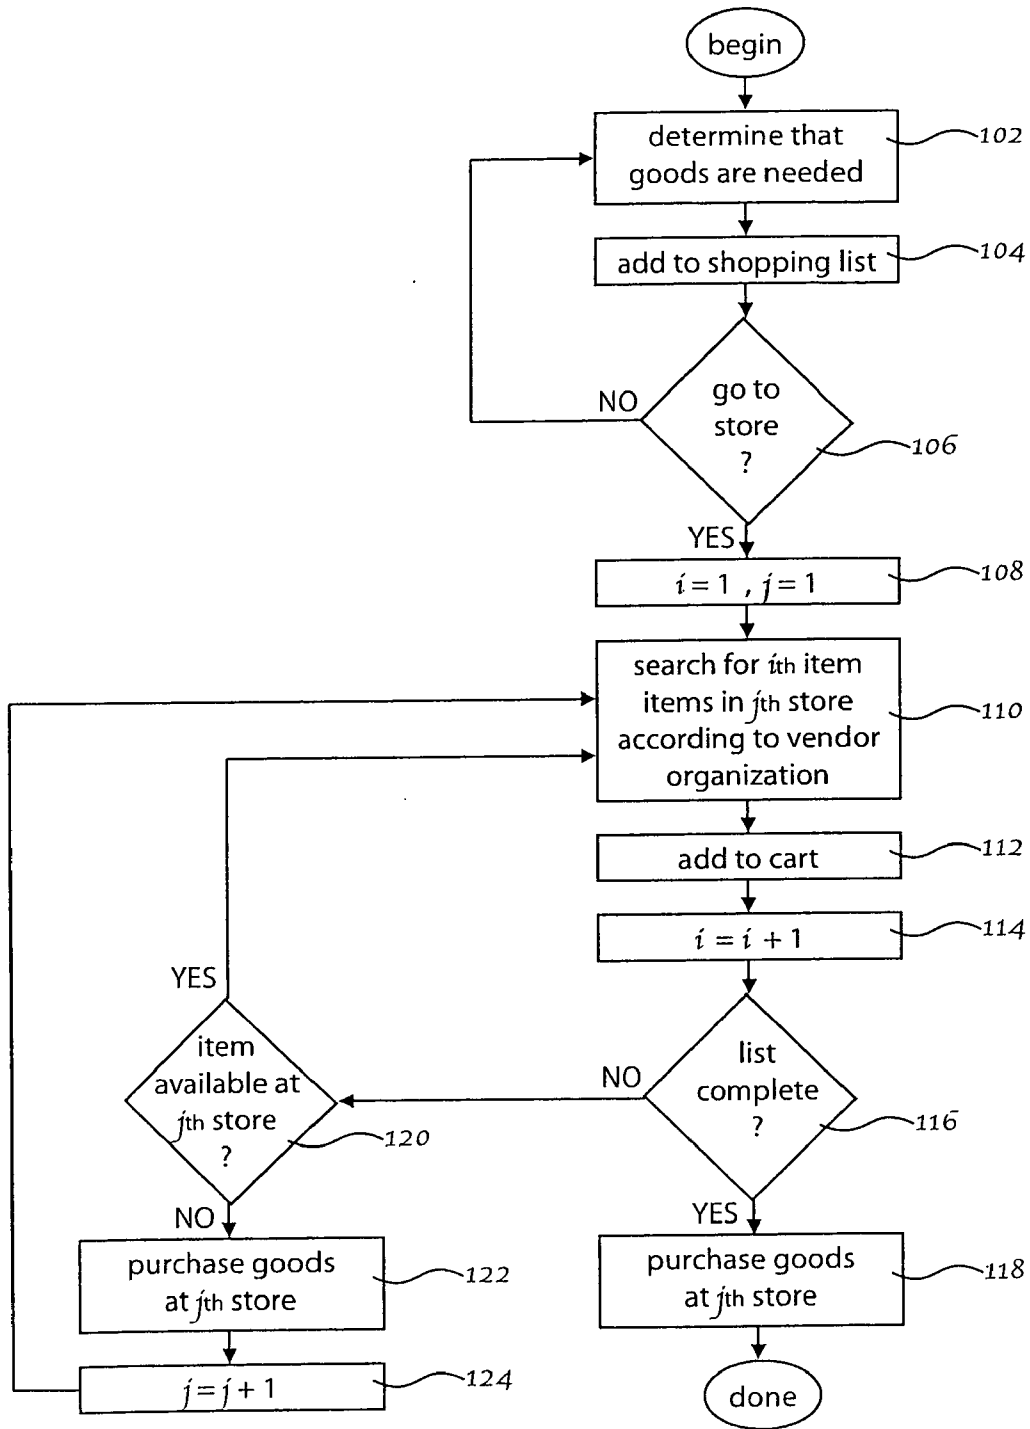 begin
determine that
goods are needed
102
add to shopping list
104
go to
store
?
106
NO
YES
i = 1 , j = 1
108
search for ith item
items in jth store
according to vendor
organization
110
add to cart
112
i = i + 1
114
list
complete
?
116
NO
YES
item
available at
jth store
?
120
YES
NO
purchase goods
at jth store
122
j = j + 1
124
purchase goods
at jth store
118
done